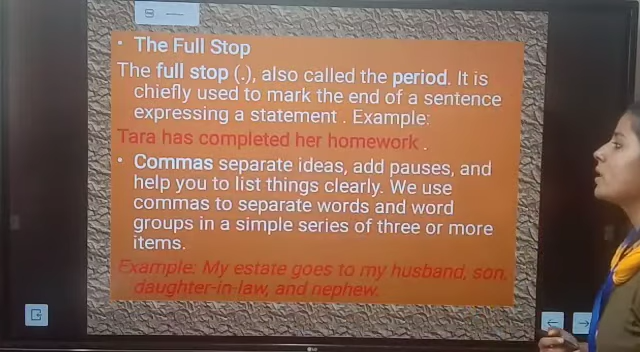 • The Full Stop
The full stop (.), also called the period. It is
chiefly used to mark the end of a sentence
expressing a statement . Example:
Tara has completed her homework .
• Commas separate ideas, add pauses, and
help you to list things clearly. We use
commas to separate words and word
groups in a simple series of three or more
items.
Example: My estate goes to my husband, son,
daughter-in-law, and nephew.